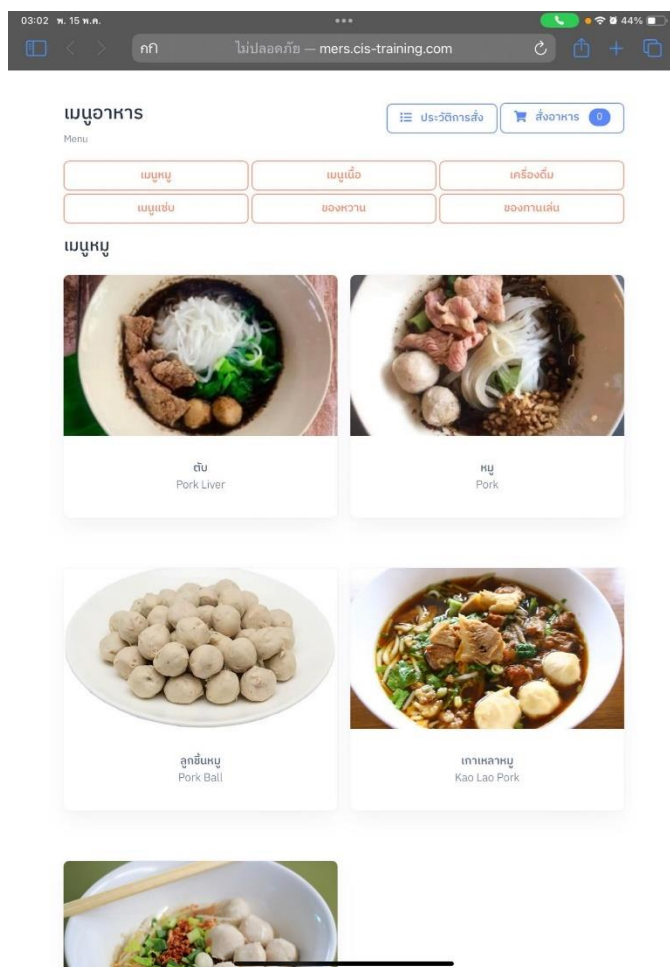 03:02 พ. 15 พ.ค. 44%
กก ไม่ปลอดภัย — mers.cis-training.com
เมนูอาหาร
Menu
ประวัติการสั่ง
สั่งอาหาร 0
เมนูหมู เมนูเนื้อ เครื่องดื่ม
เมนูแซ่บ ของหวาน ของทานเล่น
เมนูหมู
ตับ
Pork Liver
หมู
Pork
ลูกชิ้นหมู
Pork Ball
เกาเหลาหมู
Kao Lao Pork